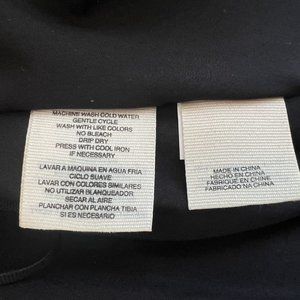 MACHINE WASH COLD WATER
GENTLE CYCLE
WASH WITH LIKE COLORS
NO BLEACH
DRIP DRY
PRESS WITH COOL IRON
IF NECESSARY
LAVAR A MAQUINA EN AGUA FRIA
CICLO SUAVE
LAVAR CON COLORES SIMILARES
NO UTILIZAR BLANQUEADOR
SECAR AL AIRE
PLANCHAR CON PLANCHA TIBIA
SI ES NECESARIO
MADE IN CHINA
HECHO EN CHINA
FABRIQUÉ EN CHINE
FABRICADO NA CHINA